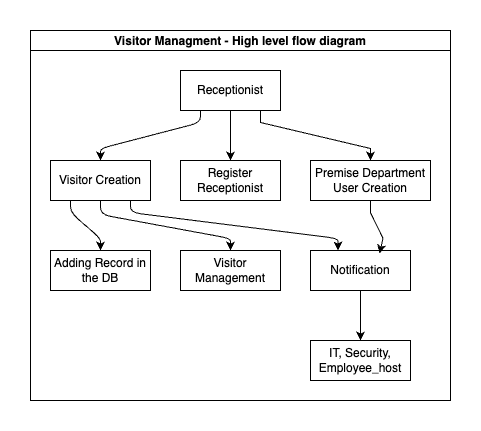 Visitor Managment - High level flow diagram
Receptionist
Visitor Creation
Register
Receptionist
Premise Department
User Creation
Adding Record in
the DB
Visitor
Management
Notification
IT, Security,
Employee_host